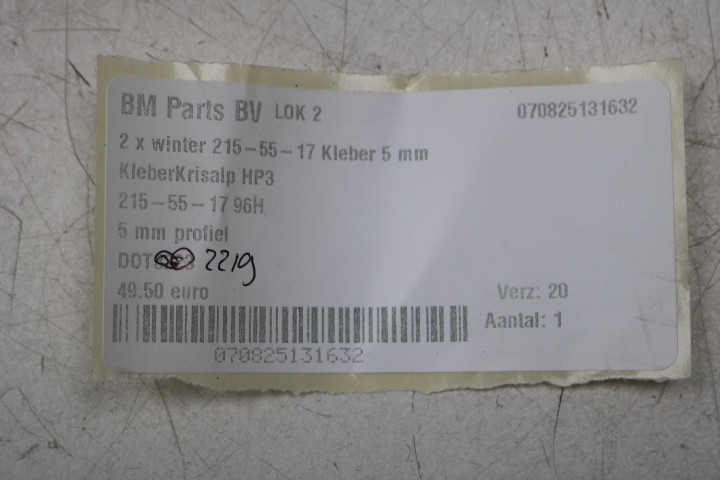 BM Parts BV LOK 2 070825131632
2 x winter 215-55-17 Kleber 5 mm
KleberKrisalp HP3
215-55-17 96H
5 mm profiel
DOT 2219
49.50 euro Verz: 20
Aantal: 1
070825131632